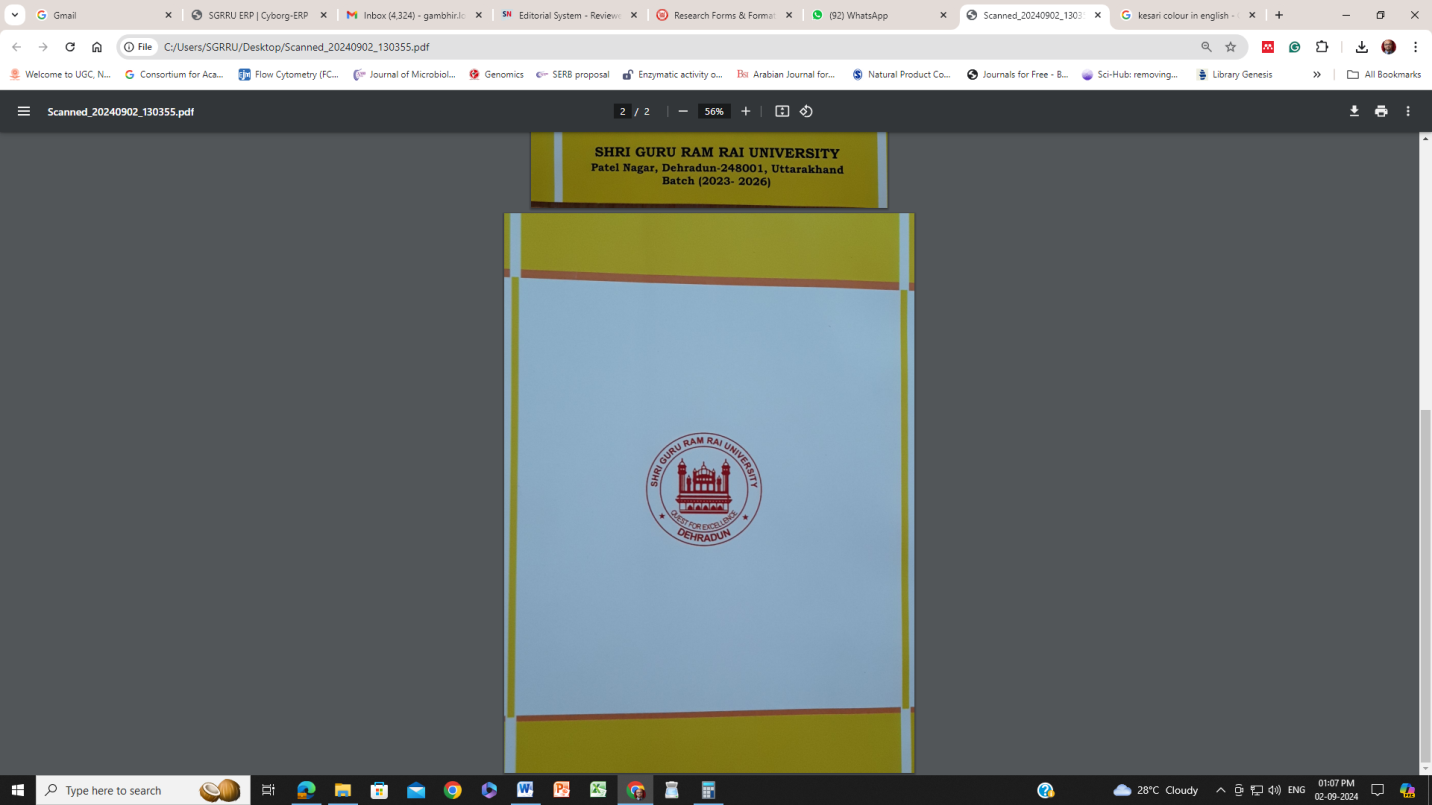 Gmail
SGRRU ERP | Cyborg-ERP
Inbox (4,324) - gambhir.lo
Editorial System - Reviewe
Research Forms & Format
(92) WhatsApp
Scanned_20240902_1303
kesari colour in english -
File
C:/Users/SGRRU/Desktop/Scanned_20240902_130355.pdf
Welcome to UGC, N...
Consortium for Aca...
Flow Cytometry (FC...
Journal of Microbiol...
Genomics
SERB proposal
Enzymatic activity o...
Arabian Journal for...
Natural Product Co...
Journals for Free - B...
Sci-Hub: removing...
Library Genesis
»
All Bookmarks
Scanned_20240902_130355.pdf
2 / 2
56%
SHRI GURU RAM RAI UNIVERSITY
Patel Nagar, Dehradun-248001, Uttarakhand
Batch (2023- 2026)
SHRI GURU RAM RAI UNIVERSITY
QUEST FOR EXCELLENCE
DEHRADUN
Type here to search
28°C Cloudy
ENG
01:07 PM
02-09-2024